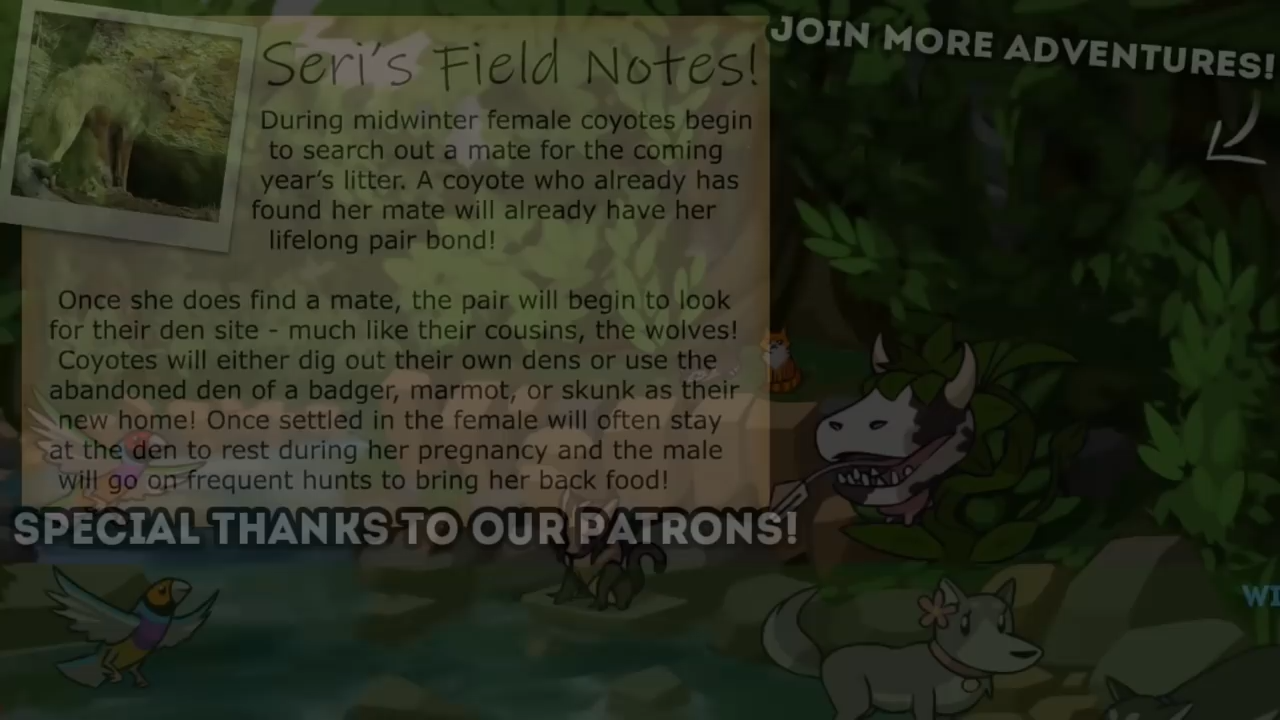 Seri's Field Notes!
JOIN MORE ADVENTURES!
During midwinter female coyotes begin
to search out a mate for the coming
year's litter. A coyote who already has
found her mate will already have her
lifelong pair bond!
Once she does find a mate, the pair will begin to look
for their den site - much like their cousins, the wolves!
Coyotes will either dig out their own dens or use the
abandoned den of a badger, marmot, or skunk as their
new home! Once settled in the female will often stay
at the den to rest during her pregnancy and the male
will go on frequent hunts to bring her back food!
SPECIAL THANKS TO OUR PATRONS!
WI